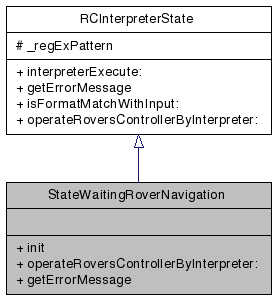 RCInterpreterState
# _regExPattern
+ interpreterExecute:
+ getErrorMessage
+ isFormatMatchWithInput:
+ operateRoversControllerByInterpreter:
StateWaitingRoverNavigation
+ init
+ operateRoversControllerByInterpreter:
+ getErrorMessage